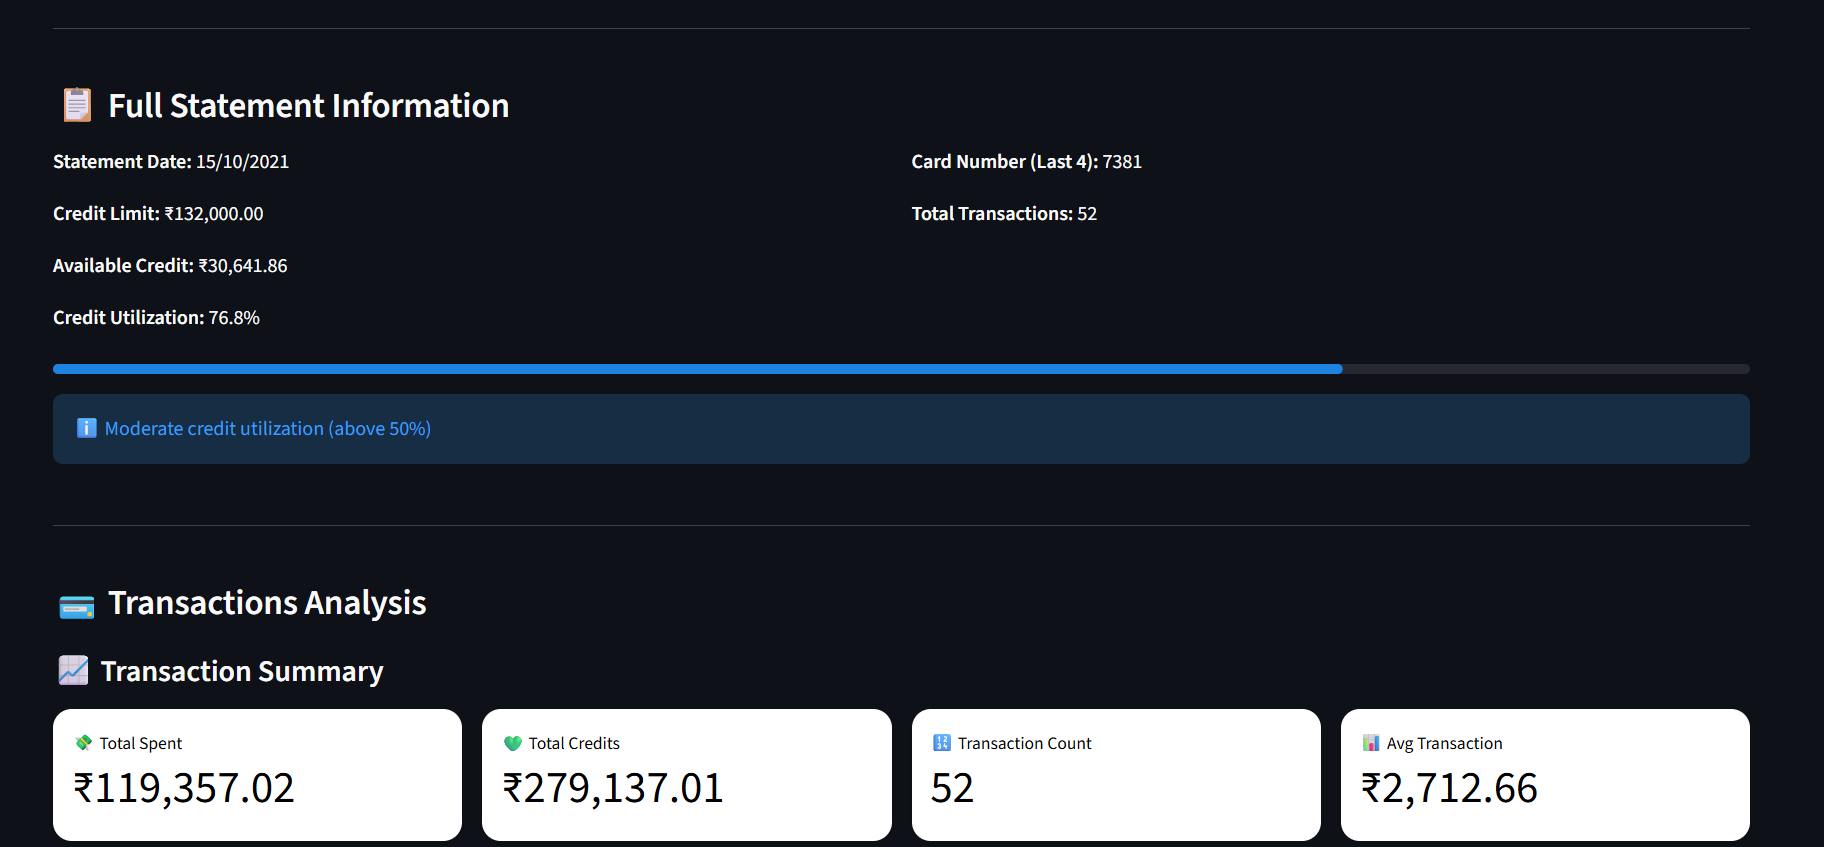 Full Statement Information
Statement Date: 15/10/2021
Card Number (Last 4): 7381
Credit Limit: ₹132,000.00
Total Transactions: 52
Available Credit: ₹30,641.86
Credit Utilization: 76.8%
Moderate credit utilization (above 50%)
Transactions Analysis
Transaction Summary
Total Spent
₹119,357.02
Total Credits
₹279,137.01
Transaction Count
52
Avg Transaction
₹2,712.66